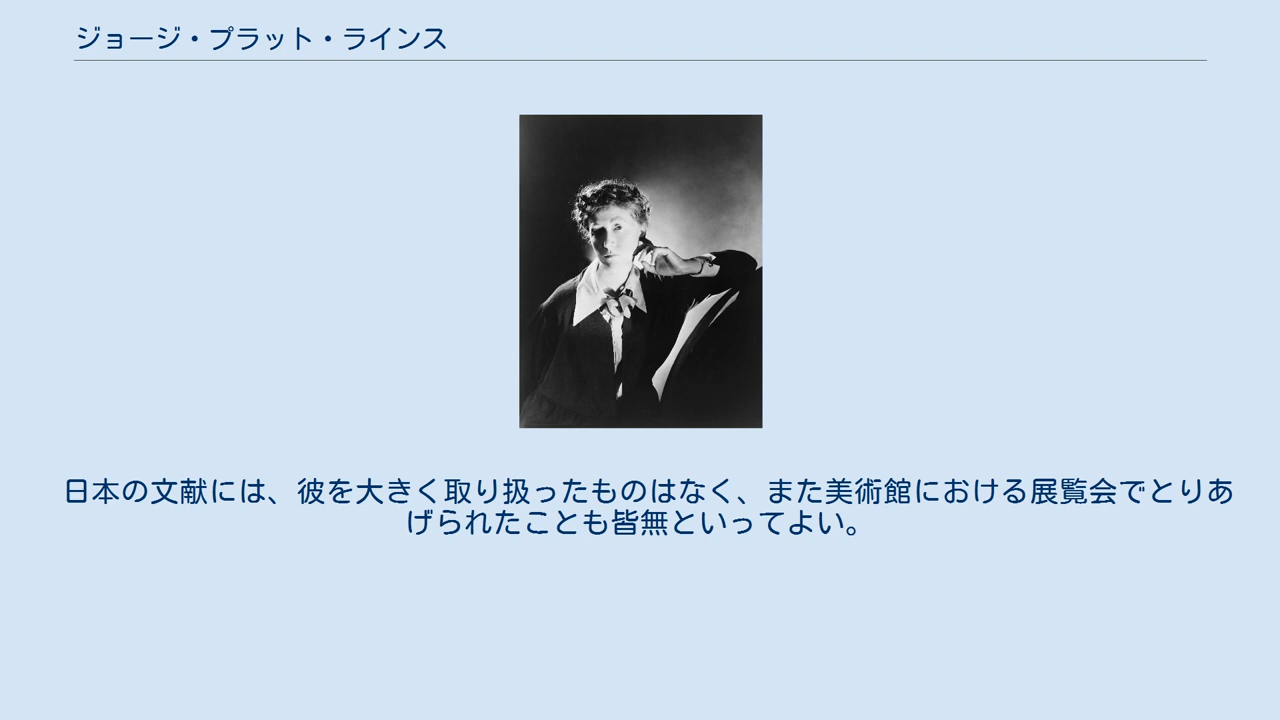 ジョージ・プラット・ラインス
日本の文献には、彼を大きく取り扱ったものはなく、また美術館における展覧会でとりあ
げられたことも皆無といってよい。